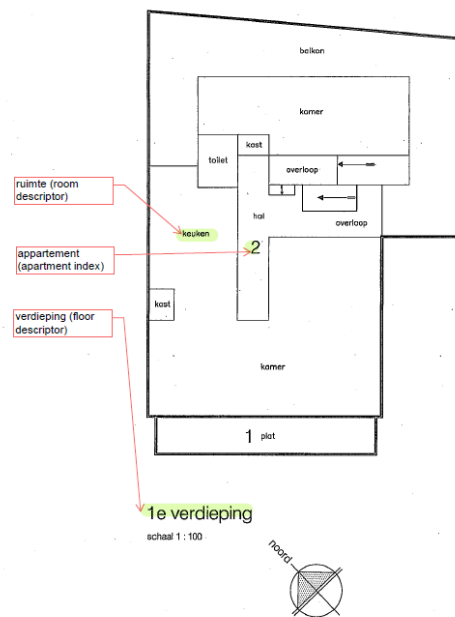 balkon
kamer
kast
toilet
overloop
ruimte (room
descriptor)
hal
overloop
keuken
2
appartement
(apartment index)
kast
verdieping (floor
descriptor)
kamer
1 plat
1e verdieping
schaal 1 : 100
noord